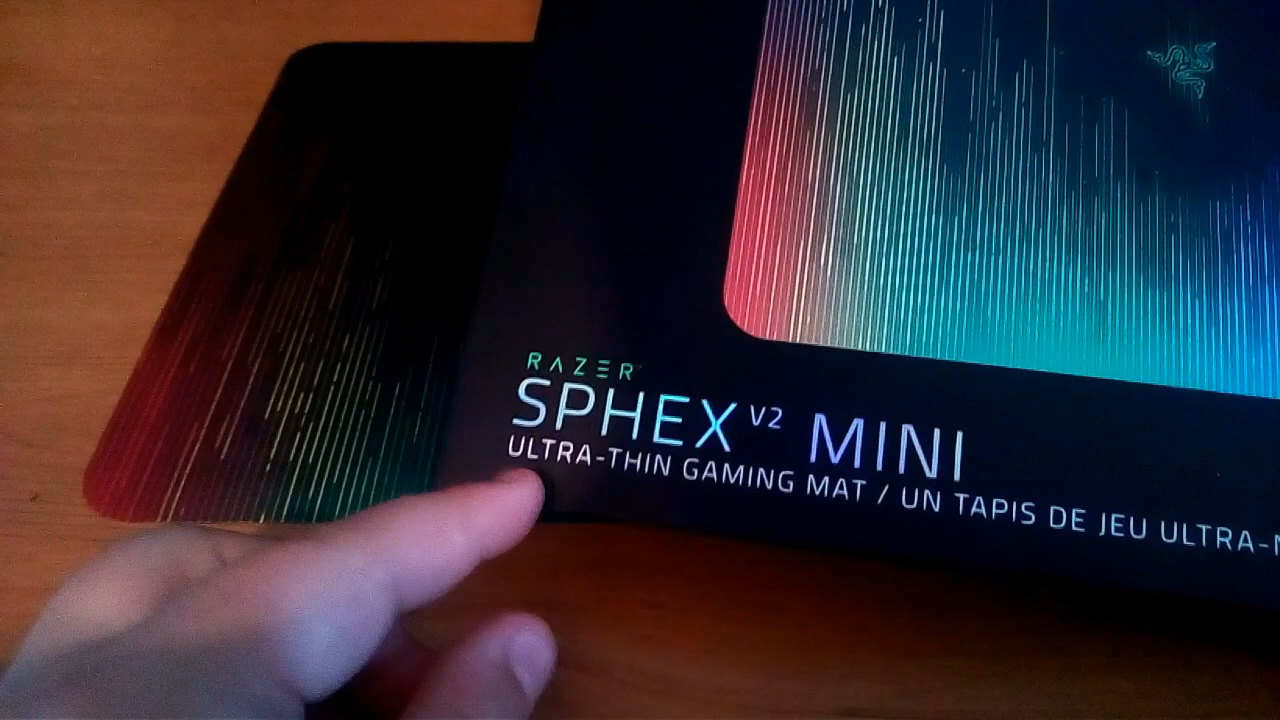 RAZER
SPHEX V2 MINI
ULTRA-THIN GAMING MAT / UN TAPIS DE JEU ULTRA-